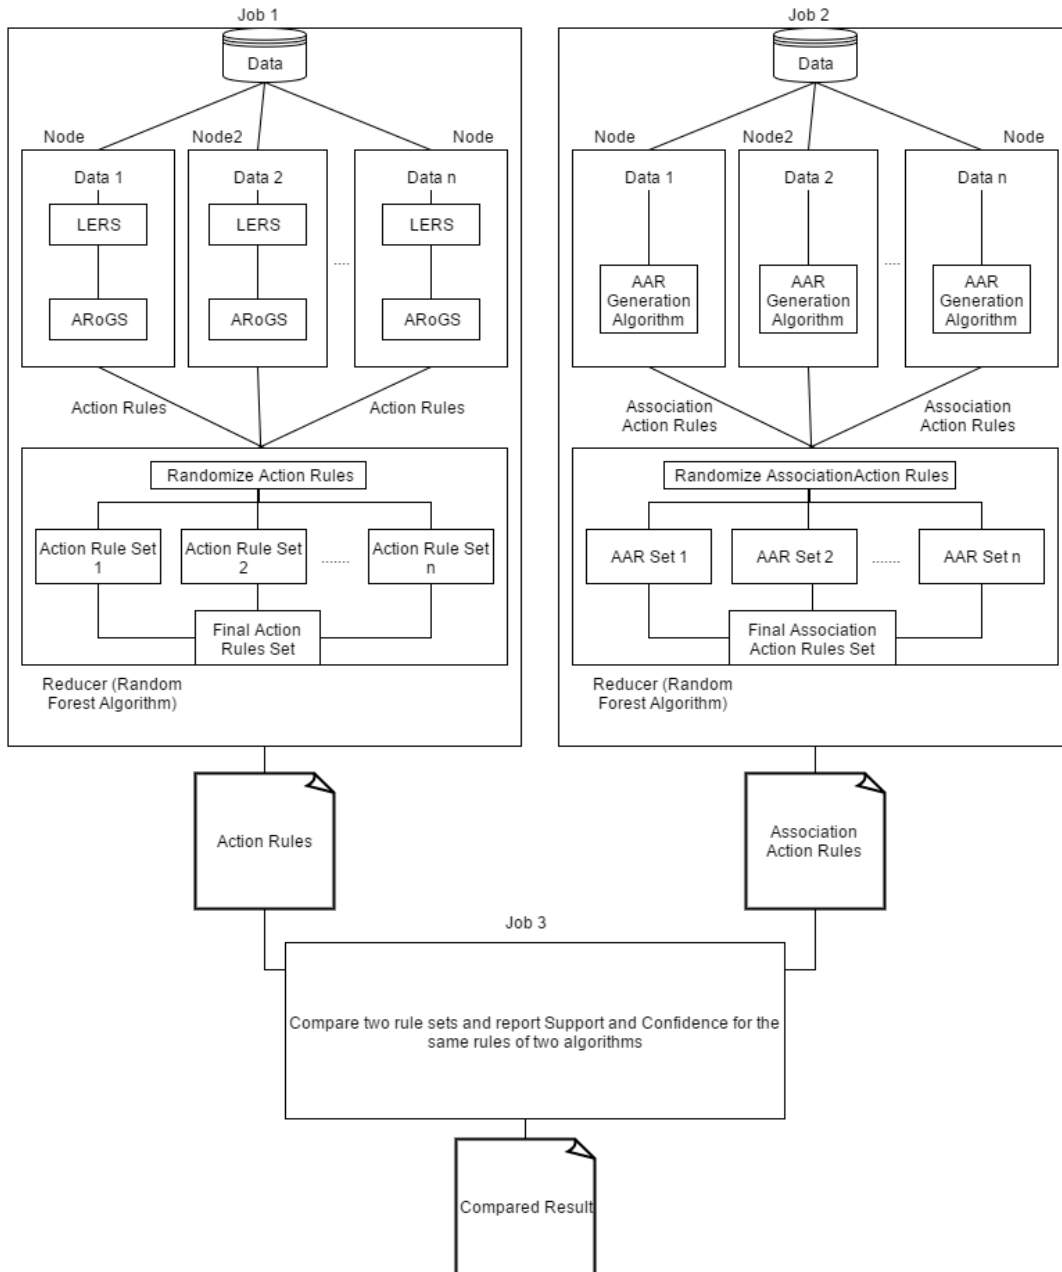 Job 1
Data
Node
Node2
Node
Data 1
Data 2
Data n
LERS
LERS
LERS
....
ARoGS
ARoGS
ARoGS
Action Rules
Action Rules
Randomize Action Rules
Action Rule Set
1
Action Rule Set
2
.......
Action Rule Set
n
Final Action
Rules Set
Reducer (Random
Forest Algorithm)
Job 2
Data
Node
Node2
Node
Data 1
Data 2
Data n
....
AAR
Generation
Algorithm
AAR
Generation
Algorithm
AAR
Generation
Algorithm
Association
Action Rules
Association
Action Rules
Randomize AssociationAction Rules
AAR Set 1
AAR Set 2
.......
AAR Set n
Final Association
Action Rules Set
Reducer (Random
Forest Algorithm)
Action Rules
Association
Action Rules
Job 3
Compare two rule sets and report Support and Confidence for the
same rules of two algorithms
Compared Result